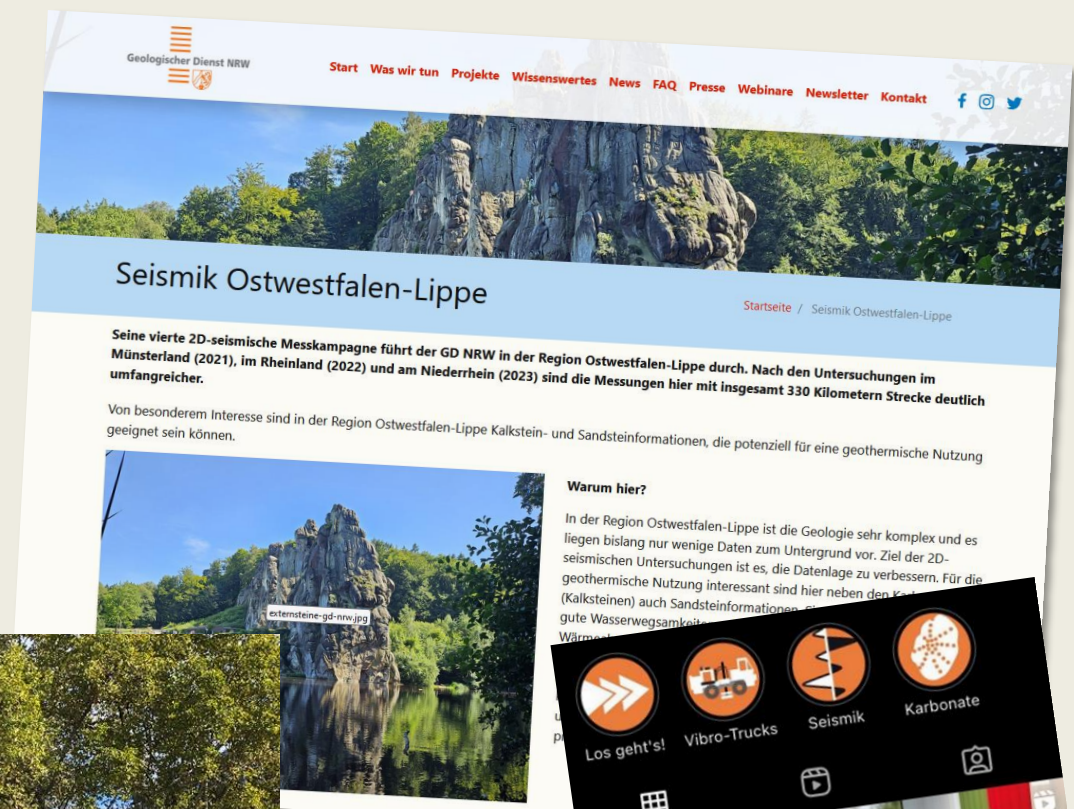 Geologischer Dienst NRW
Start Was wir tun Projekte Wissenswertes News FAQ Presse Webinare Newsletter Kontakt
Seismik Ostwestfalen-Lippe
Startseite / Seismik Ostwestfalen-Lippe
Seine vierte 2D-seismische Messkampagne führt der GD NRW in der Region Ostwestfalen-Lippe durch. Nach den Untersuchungen im
Münsterland (2021), im Rheinland (2022) und am Niederrhein (2023) sind die Messungen hier mit insgesamt 330 Kilometern Strecke deutlich
umfangreicher.
Von besonderem Interesse sind in der Region Ostwestfalen-Lippe Kalkstein- und Sandsteinformationen, die potenziell für eine geothermische Nutzung
geeignet sein können.
externsteine-gd-nrw.jpg
Warum hier?
In der Region Ostwestfalen-Lippe ist die Geologie sehr komplex und es
liegen bislang nur wenige Daten zum Untergrund vor. Ziel der 2D-
seismischen Untersuchungen ist es, die Datenlage zu verbessern. Für die
geothermische Nutzung interessant sind hier neben den
(Kalksteinen) auch Sandsteinformationen.
gute
Los geht's!
Vibro-Trucks
Seismik
Karbonate